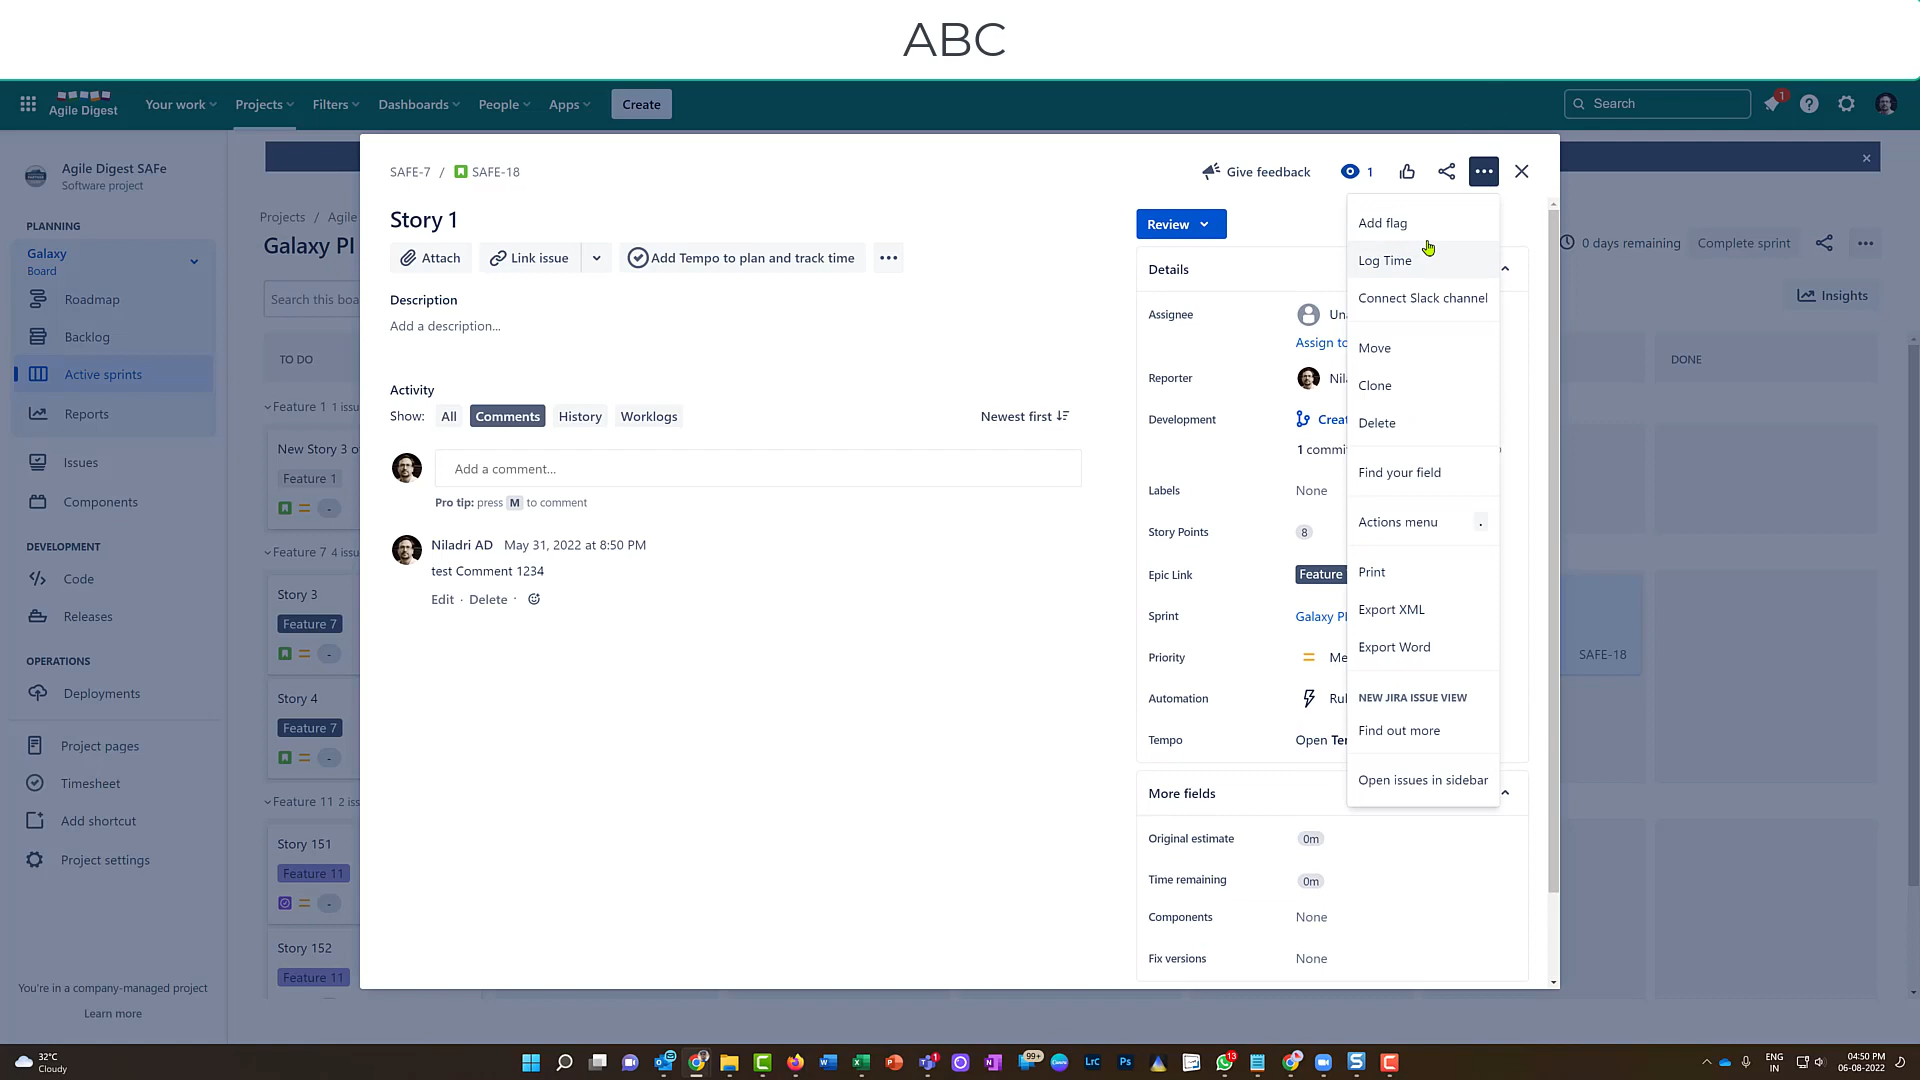 ABC
Agile Digest
Your work
Projects
Filters
Dashboards
People
Apps
Create
Search
1
Agile Digest SAFe
Software project
PLANNING
Galaxy
Board
Roadmap
Backlog
Active sprints
Reports
Issues
Components
DEVELOPMENT
Code
Releases
OPERATIONS
Deployments
Project pages
Timesheet
Add shortcut
Project settings
You're in a company-managed project
Learn more
Projects / Agile
Galaxy PI
Search this boa
TO DO
Feature 1 1 issu
New Story 3 o
Feature 1
-
Feature 7 4 issu
Story 3
Feature 7
-
Story 4
Feature 7
-
Feature 11 2 iss
Story 151
Feature 11
-
Story 152
Feature 11
SAFE-7 / SAFE-18
Give feedback
1
Story 1
Attach
Link issue
Add Tempo to plan and track time
Description
Add a description...
Activity
Show:
All
Comments
History
Worklogs
Newest first
Add a comment...
Pro tip: press M to comment
Niladri AD May 31, 2022 at 8:50 PM
test Comment 1234
Edit · Delete ·
Review
Details
Assignee
Una
Assign to
Reporter
Nil
Development
Creat
1 commi
Labels
None
Story Points
8
Epic Link
Feature
Sprint
Galaxy PI
Priority
Me
Automation
Rul
Tempo
Open Te
More fields
Original estimate
0m
Time remaining
0m
Components
None
Fix versions
None
Add flag
Log Time
Connect Slack channel
Move
Clone
Delete
Find your field
Actions menu .
Print
Export XML
Export Word
NEW JIRA ISSUE VIEW
Find out more
Open issues in sidebar
0 days remaining
Complete sprint
Insights
DONE
SAFE-18
32°C
Cloudy
1
99+
LrC
Ps
13
ENG
IN
04:50 PM
06-08-2022